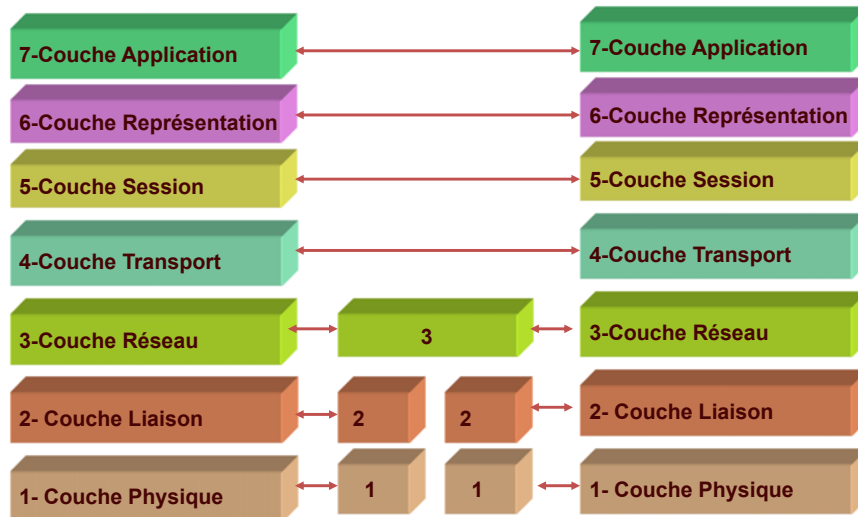 7-Couche Application
7-Couche Application
6-Couche Représentation
6-Couche Représentation
5-Couche Session
5-Couche Session
4-Couche Transport
4-Couche Transport
3-Couche Réseau
3
3-Couche Réseau
2- Couche Liaison
2
2
2- Couche Liaison
1- Couche Physique
1
1
1- Couche Physique